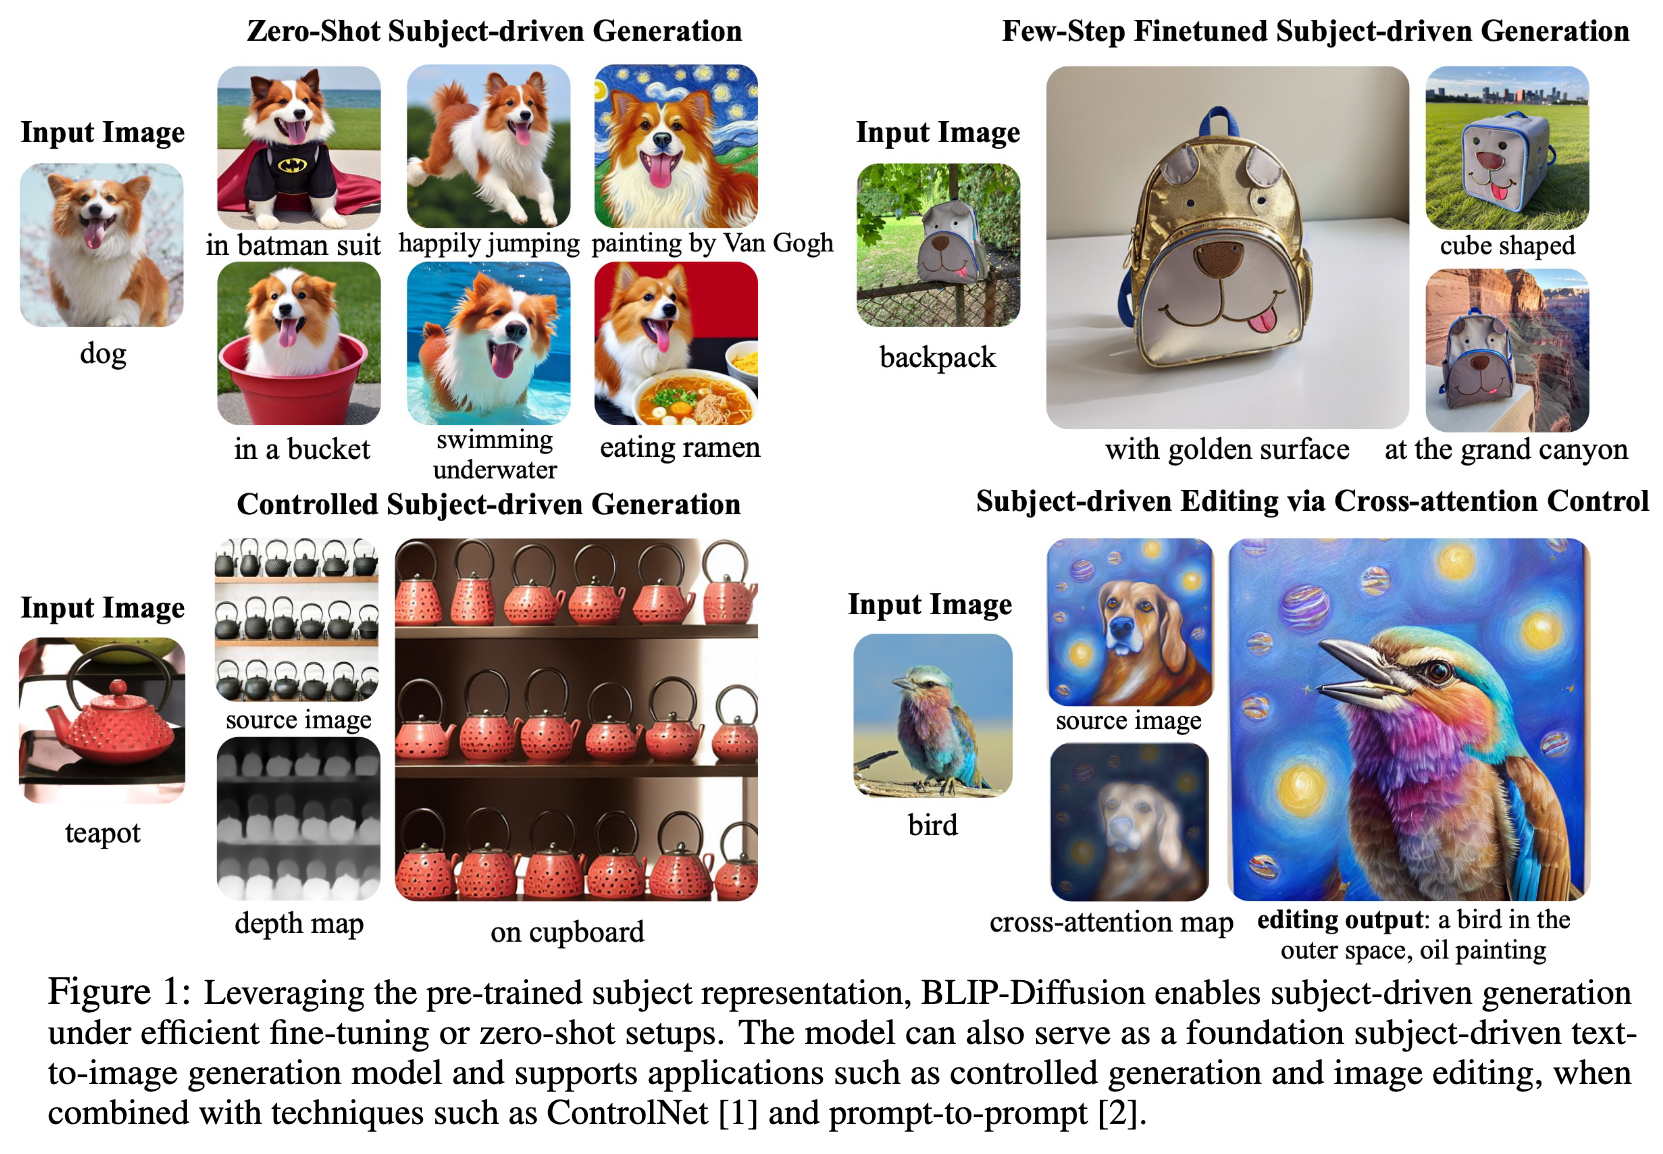 Zero-Shot Subject-driven Generation
Input Image
dog
in batman suit
happily jumping
painting by Van Gogh
in a bucket
swimming
underwater
eating ramen
Few-Step Finetuned Subject-driven Generation
Input Image
backpack
with golden surface
cube shaped
at the grand canyon
Controlled Subject-driven Generation
Input Image
teapot
source image
depth map
on cupboard
Subject-driven Editing via Cross-attention Control
Input Image
bird
source image
cross-attention map
editing output: a bird in the
outer space, oil painting
Figure 1: Leveraging the pre-trained subject representation, BLIP-Diffusion enables subject-driven generation
under efficient fine-tuning or zero-shot setups. The model can also serve as a foundation subject-driven text-
to-image generation model and supports applications such as controlled generation and image editing, when
combined with techniques such as ControlNet [1] and prompt-to-prompt [2].